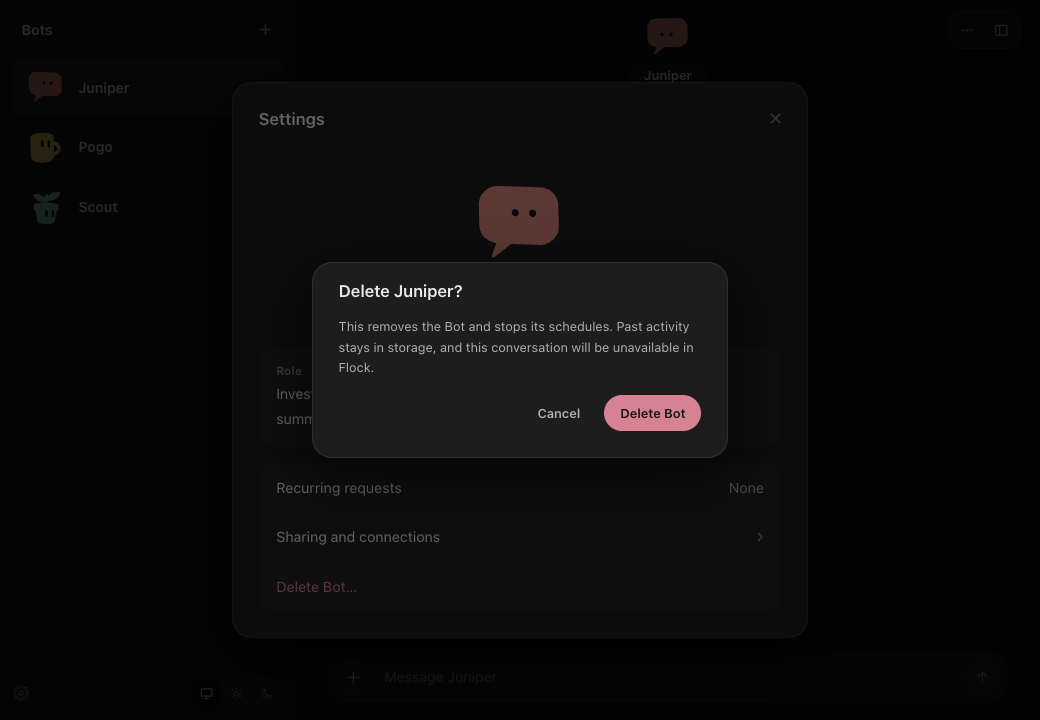 Bots
Juniper
Pogo
Scout
Juniper
Settings
Delete Juniper?
This removes the Bot and stops its schedules. Past activity
stays in storage, and this conversation will be unavailable in
Flock.
Cancel
Delete Bot
Role
Recurring requests
None
Sharing and connections
Delete Bot...
Message Juniper